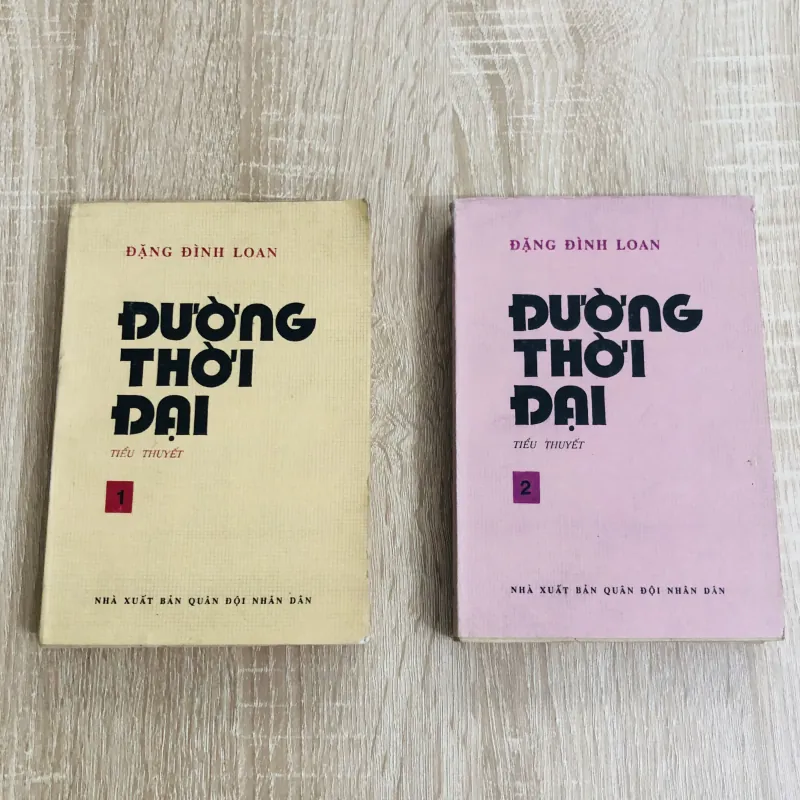 ĐẶNG ĐÌNH LOAN
ĐƯỜNG
THỜI
ĐẠI
TIỂU THUYẾT
1
NHÀ XUẤT BẢN QUÂN ĐỘI NHÂN DÂN
ĐẶNG ĐÌNH LOAN
ĐƯỜNG
THỜI
ĐẠI
TIỂU THUYẾT
2
NHÀ XUẤT BẢN QUÂN ĐỘI NHÂN DÂN